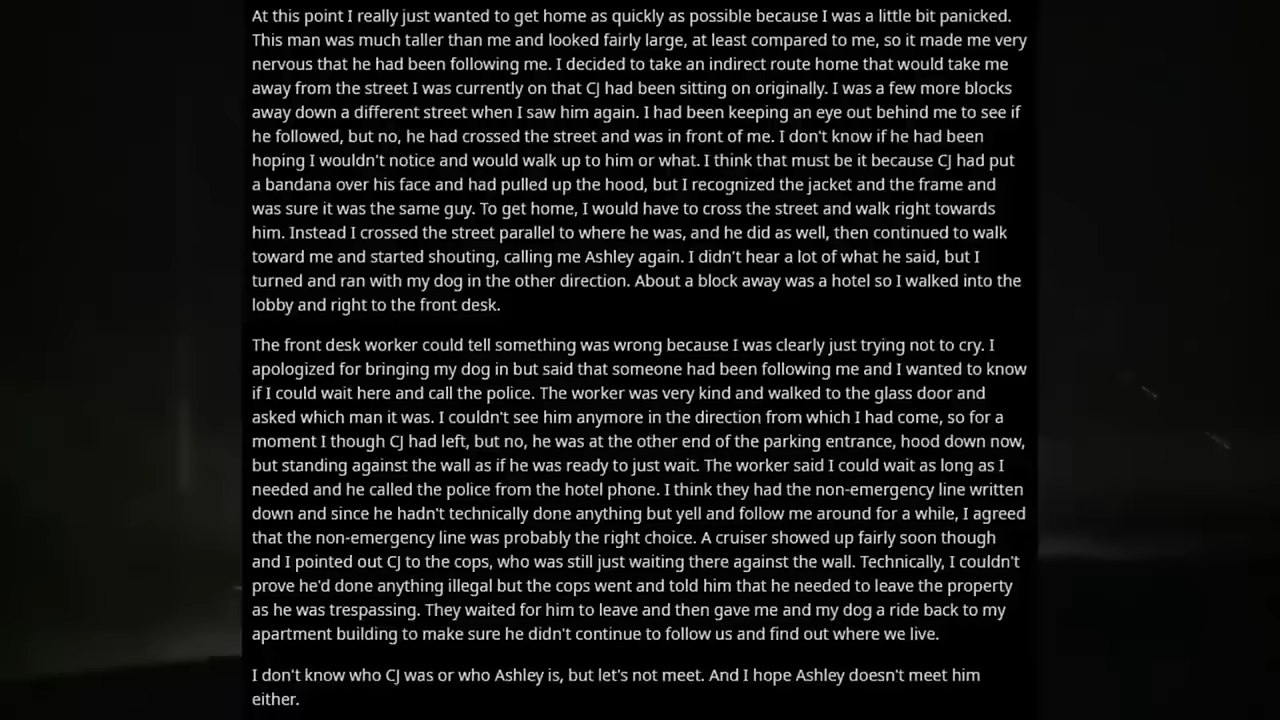 At this point I really just wanted to get home as quickly as possible because I was a little bit panicked.
This man was much taller than me and looked fairly large, at least compared to me, so it made me very
nervous that he had been following me. I decided to take an indirect route home that would take me
away from the street I was currently on that CJ had been sitting on originally. I was a few more blocks
away down a different street when I saw him again. I had been keeping an eye out behind me to see if
he followed, but no, he had crossed the street and was in front of me. I don't know if he had been
hoping I wouldn't notice and would walk up to him or what. I think that must be it because CJ had put
a bandana over his face and had pulled up the hood, but I recognized the jacket and the frame and
was sure it was the same guy. To get home, I would have to cross the street and walk right towards
him. Instead I crossed the street parallel to where he was, and he did as well, then continued to walk
toward me and started shouting, calling me Ashley again. I didn't hear a lot of what he said, but I
turned and ran with my dog in the other direction. About a block away was a hotel so I walked into the
lobby and right to the front desk.
The front desk worker could tell something was wrong because I was clearly just trying not to cry. I
apologized for bringing my dog in but said that someone had been following me and I wanted to know
if I could wait here and call the police. The worker was very kind and walked to the glass door and
asked which man it was. I couldn't see him anymore in the direction from which I had come, so for a
moment I though CJ had left, but no, he was at the other end of the parking entrance, hood down now,
but standing against the wall as if he was ready to just wait. The worker said I could wait as long as I
needed and he called the police from the hotel phone. I think they had the non-emergency line written
down and since he hadn't technically done anything but yell and follow me around for a while, I agreed
that the non-emergency line was probably the right choice. A cruiser showed up fairly soon though
and I pointed out CJ to the cops, who was still just waiting there against the wall. Technically, I couldn't
prove he'd done anything illegal but the cops went and told him that he needed to leave the property
as he was trespassing. They waited for him to leave and then gave me and my dog a ride back to my
apartment building to make sure he didn't continue to follow us and find out where we live.
I don't know who CJ was or who Ashley is, but let's not meet. And I hope Ashley doesn't meet him
either.